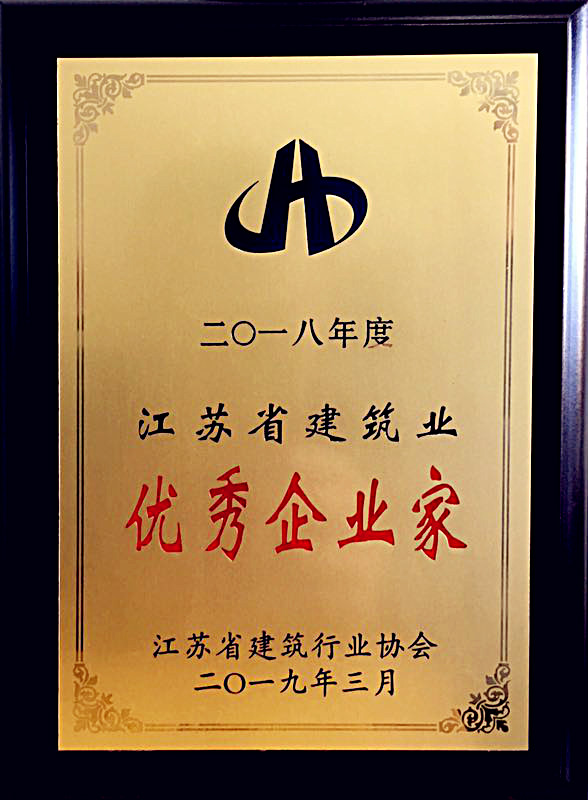 二〇一八年度
江苏省建筑业
优秀企业家
江苏省建筑行业协会
二〇一九年三月